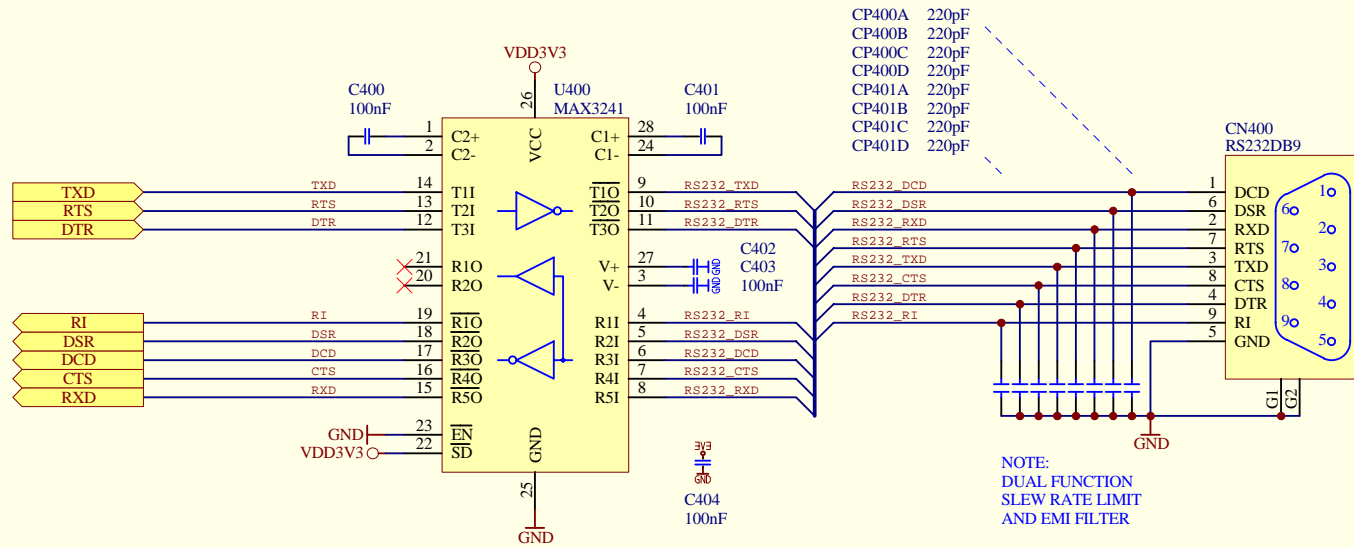 CP400A 220pF
CP400B 220pF
CP400C 220pF
CP400D 220pF
CP401A 220pF
CP401B 220pF
CP401C 220pF
CP401D 220pF
VDD3V3
C400
100nF
26
U400
MAX3241
C401
100nF
CN400
RS232DB9
1 C2+
2 C2-
VCC
C1+ 28
C1- 24
TXD TXD 14 T1I
RTS RTS 13 T2I
DTR DTR 12 T3I
T1O 9 RS232_TXD
T2O 10 RS232_RTS
T3O 11 RS232_DTR
21 R1O
20 R2O
V+ 27
V- 3
GND
GND
C402
C403
100nF
RI RI 19 R1O
DSR DSR 18 R2O
DCD DCD 17 R3O
CTS CTS 16 R4O
RXD RXD 15 R5O
R1I 4 RS232_RI
R2I 5 RS232_DSR
R3I 6 RS232_DCD
R4I 7 RS232_CTS
R5I 8 RS232_RXD
GND 23 EN
VDD3V3 22 SD
GND
25
GND
3V3
GND
C404
100nF
RS232_DCD 1 DCD
RS232_DSR 6 DSR
RS232_RXD 2 RXD
RS232_RTS 7 RTS
RS232_TXD 3 TXD
RS232_CTS 8 CTS
RS232_DTR 4 DTR
RS232_RI 9 RI
5 GND
1
6
2
7
3
8
4
9
5
G1
G2
GND
NOTE:
DUAL FUNCTION
SLEW RATE LIMIT
AND EMI FILTER